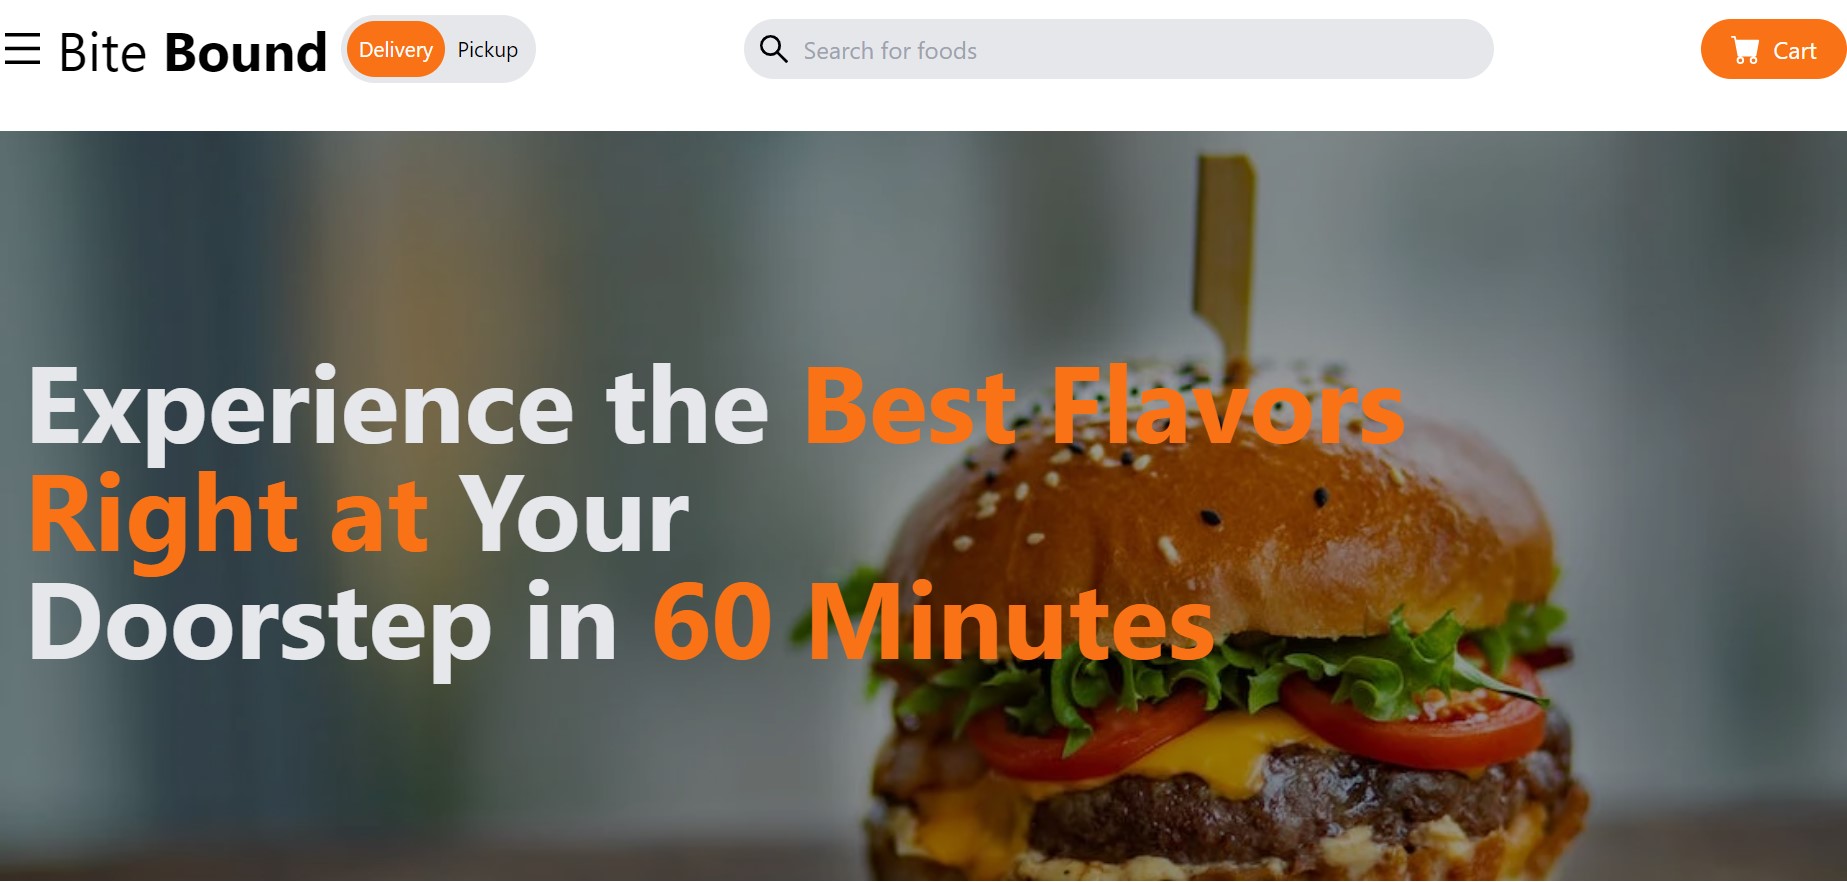 Bite Bound
Delivery Pickup
Search for foods
Cart
Experience the Best Flavors
Right at Your
Doorstep in 60 Minutes